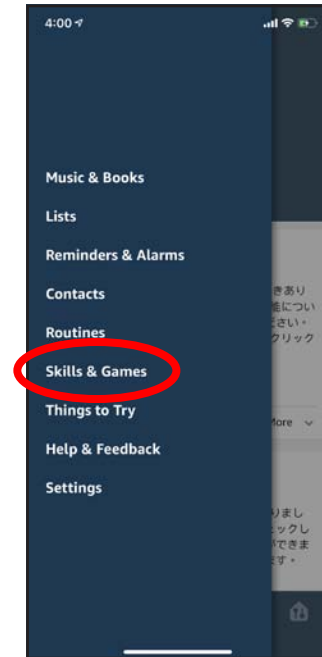 4:00
Music & Books
Lists
Reminders & Alarms
きあり
能につい
ださい。
クリック
Contacts
Routines
Skills & Games
Things to Try
More
Help & Feedback
Settings
りまし
ェックし
ができま
ます。